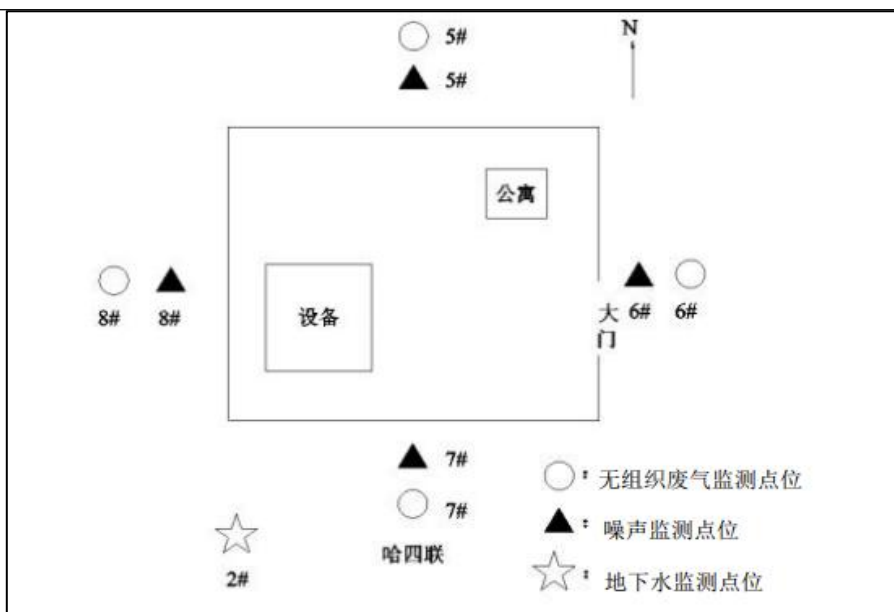 5#
N
5#
公寓
8#
8#
设备
大门
6#
6#
7#
7#
哈四联
2#
：无组织废气监测点位
：噪声监测点位
：地下水监测点位